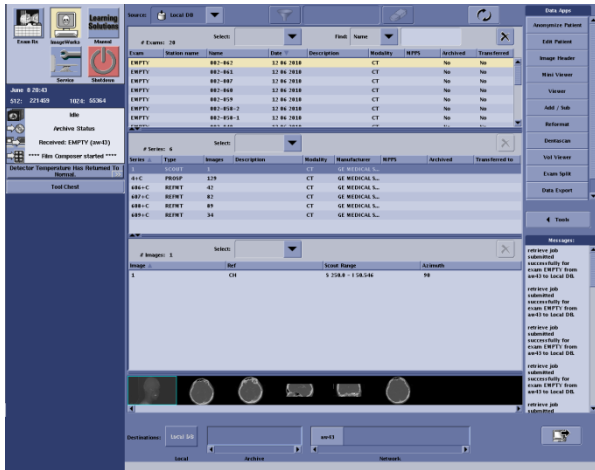 Learning
Solutions
Exam Rx ImageWorks Manual
Service Shutdown
June 8 20:43
512: 221459 1024: 55364
Idle
Archive Status
Received: EMPTY (aw43)
**** Film Composer started ****
Detector Temperature Has Returned To
Normal.
Tool Chest
Source: Local DB
# Exams: 20 Select: Find: Name
Exam Station name Name Date Description Modality MPPS Archived Transferred
EMPTY 002-062 12 06 2010 CT No No
EMPTY 002-061 12 06 2010 CT No No
EMPTY 002-007 12 06 2010 CT No No
EMPTY 002-060 12 06 2010 CT No No
EMPTY 002-059 12 06 2010 CT No No
EMPTY 002-050-2 12 06 2010 CT No No
EMPTY 002-050-1 12 06 2010 CT No No
# Series: 6 Select:
Series Type Images Description Modality Manufacturer MPPS Archived Transferred to
1 SCOUT 1 CT GE MEDICAL S...
4+C PROSP 129 CT GE MEDICAL S...
606+C REFMT 42 CT GE MEDICAL S...
607+C REFMT 82 CT GE MEDICAL S...
608+C REFMT 89 CT GE MEDICAL S...
609+C REFMT 34 CT GE MEDICAL S...
# Images: 1 Select:
Image Ref Scout Range Azimuth
1 CH S 250.0 - I 50.546 90
Destinations: Local DB aw43
Local Archive Network
Data Apps
Anonymize Patient
Edit Patient
Image Header
Mini Viewer
Viewer
Add / Sub
Reformat
Dentascan
Vol Viewer
Exam Split
Data Export
Tools
Messages:
retrieve job
submitted
successfully for
exam EMPTY from
aw43 to Local DB.
retrieve job
submitted
successfully for
exam EMPTY from
aw43 to Local DB.
retrieve job
submitted
successfully for
exam EMPTY from
aw43 to Local DB.
retrieve job
submitted
successfully for
exam EMPTY from
aw43 to Local DB.
retrieve job
submitted